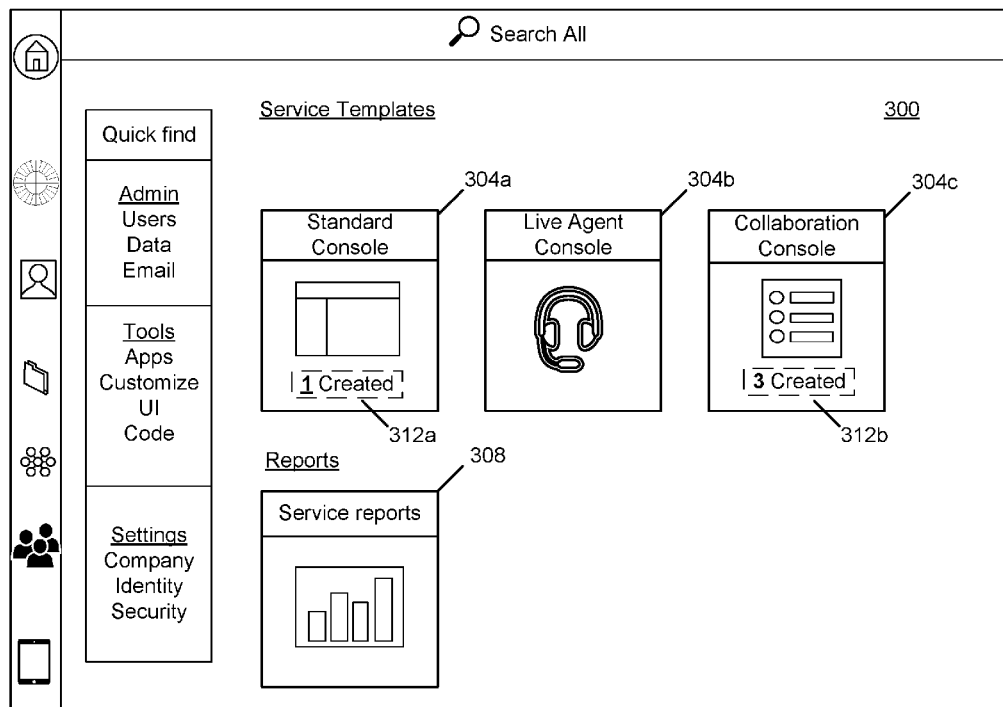 Search All
Quick find
Admin
Users
Data
Email
Tools
Apps
Customize
UI
Code
Settings
Company
Identity
Security
Service Templates
300
304a
304b
304c
Standard
Console
1 Created
312a
Live Agent
Console
Collaboration
Console
3 Created
312b
Reports
308
Service reports